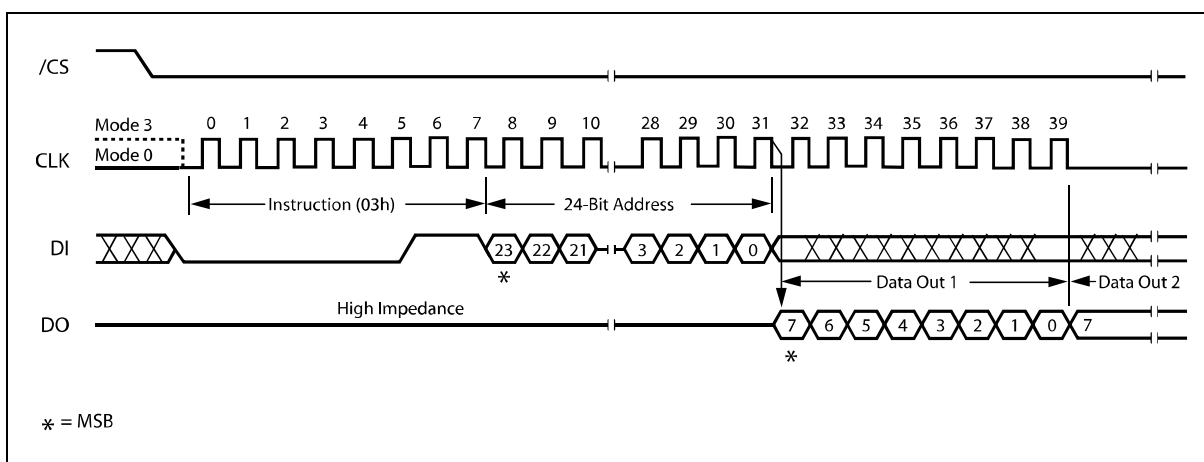 /CS
Mode 3
0 1 2 3 4 5 6 7 8 9 10 28 29 30 31 32 33 34 35 36 37 38 39
CLK
Mode 0
Instruction (03h)
24-Bit Address
DI
23 22 21 3 2 1 0
*
Data Out 1
Data Out 2
High Impedance
DO
7 6 5 4 3 2 1 0 7
*
* = MSB